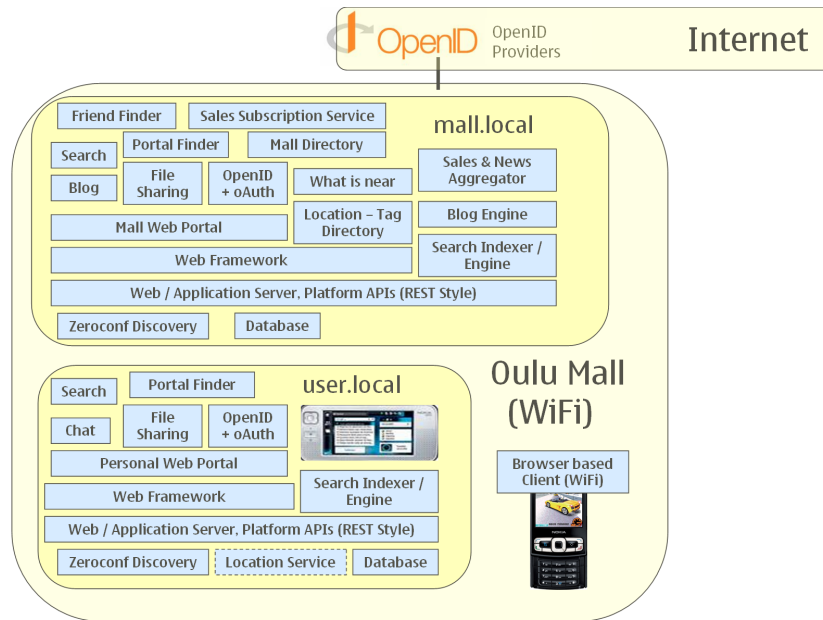 OpenID
OpenID
Providers
Internet
Friend Finder
Sales Subscription Service
mall.local
Portal Finder
Mall Directory
Search
Sales & News
Aggregator
File
Sharing
OpenID
+ oAuth
What is near
Blog
Location – Tag
Directory
Blog Engine
Mall Web Portal
Search Indexer /
Engine
Web Framework
Web / Application Server, Platform APIs (REST Style)
Zeroconf Discovery
Database
Search
Portal Finder
user.local
Oulu Mall
(WiFi)
Chat
File
Sharing
OpenID
+ oAuth
Personal Web Portal
Browser based
Client (WiFi)
Search Indexer /
Engine
Web Framework
Web / Application Server, Platform APIs (REST Style)
Zeroconf Discovery
Location Service
Database